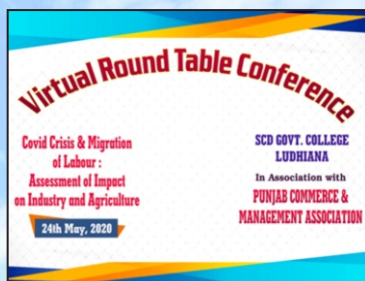 Virtual Round Table Conference
Covid Crisis & Migration
of Labour :
Assessment of Impact
on Industry and Agriculture
24th May, 2020
SCD GOVT. COLLEGE
LUDHIANA
In Association with
PUNJAB COMMERCE &
MANAGEMENT ASSOCIATION